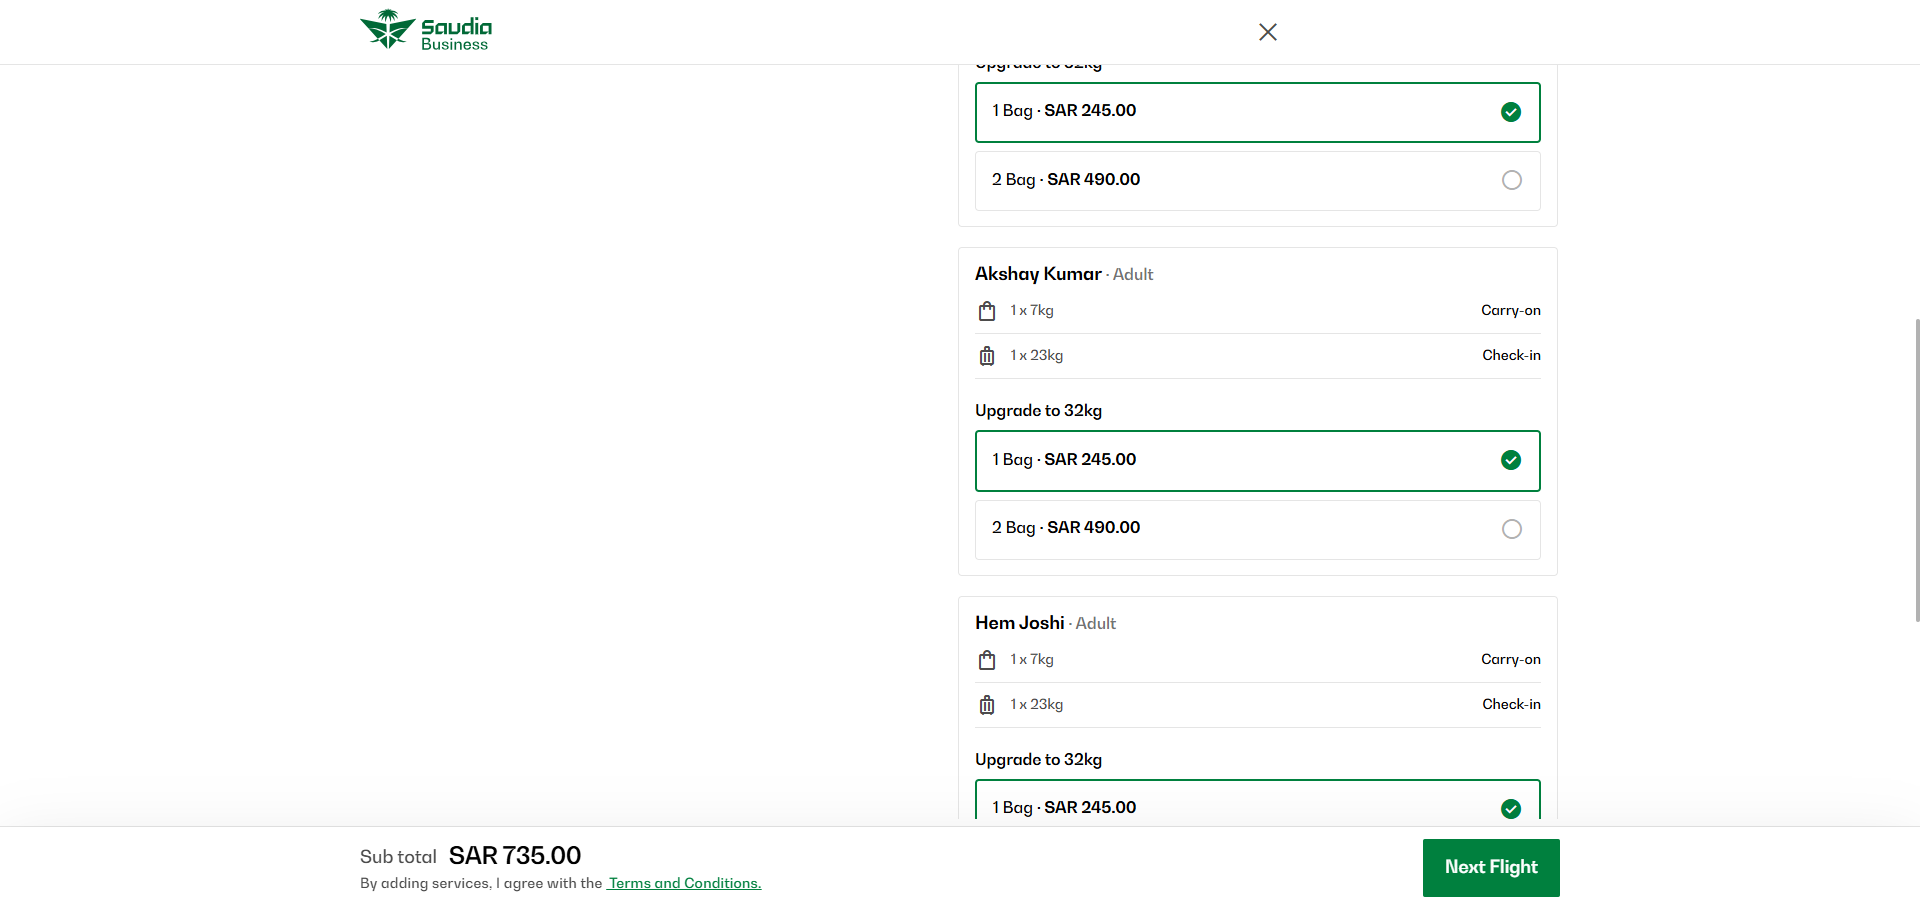 Saudia
Business
Upgrade to 32kg
1 Bag · SAR 245.00
2 Bag · SAR 490.00
Akshay Kumar · Adult
1 x 7kg Carry-on
1 x 23kg Check-in
Upgrade to 32kg
1 Bag · SAR 245.00
2 Bag · SAR 490.00
Hem Joshi · Adult
1 x 7kg Carry-on
1 x 23kg Check-in
Upgrade to 32kg
1 Bag · SAR 245.00
Sub total SAR 735.00
By adding services, I agree with the Terms and Conditions.
Next Flight